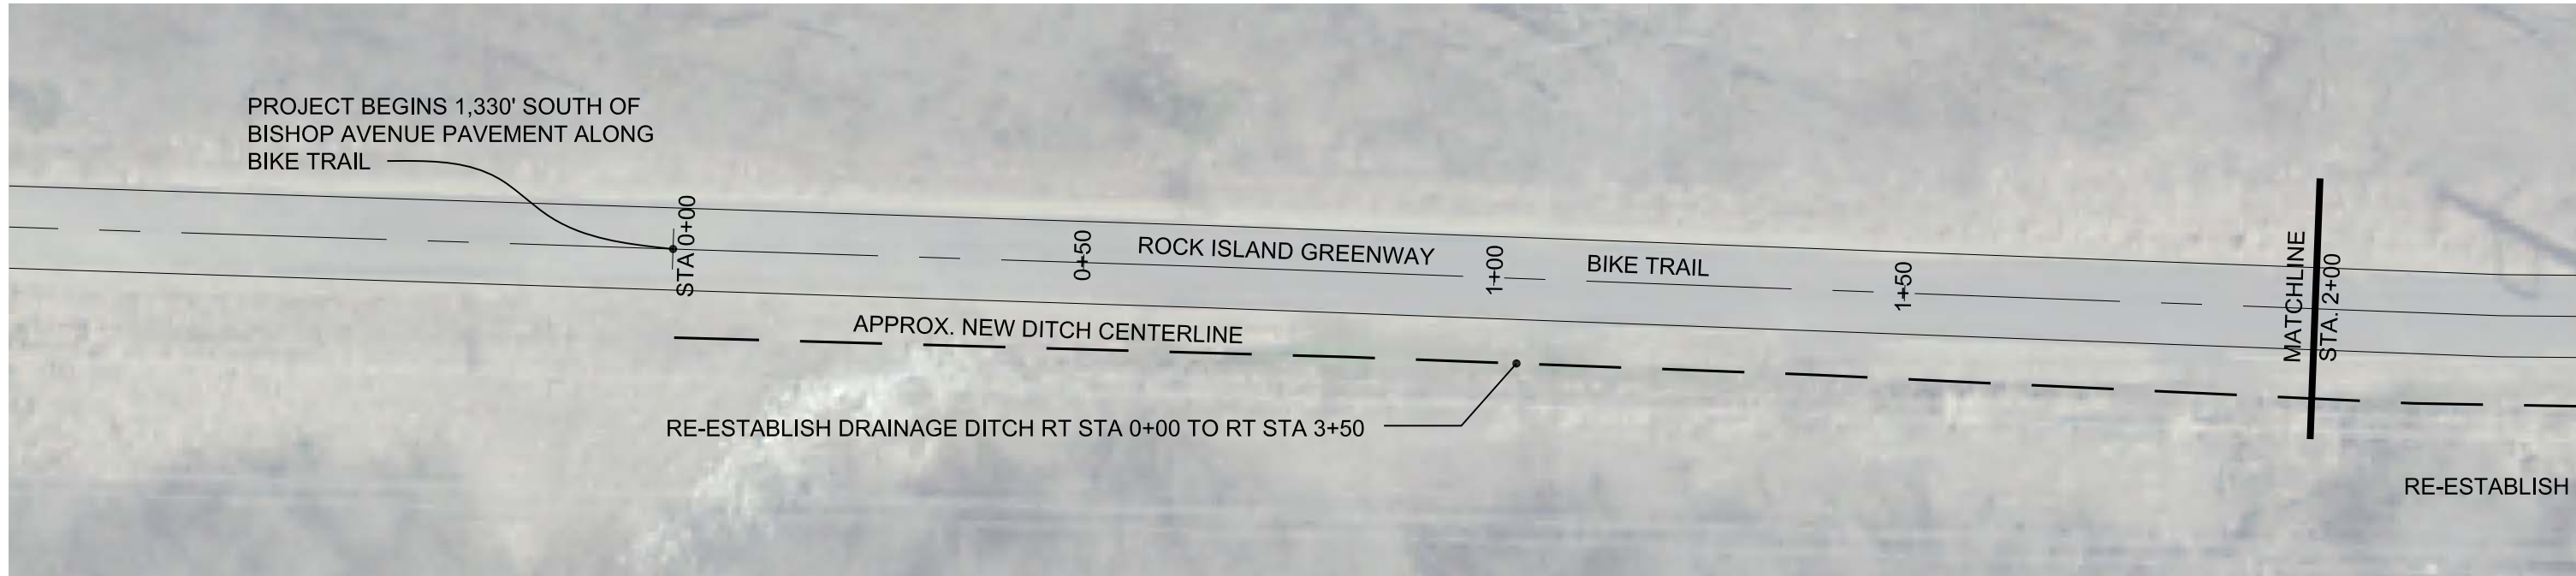 PROJECT BEGINS 1,330' SOUTH OF
BISHOP AVENUE PAVEMENT ALONG
BIKE TRAIL
STA 0+00
0+50
ROCK ISLAND GREENWAY
1+00
BIKE TRAIL
1+50
MATCHLINE
STA. 2+00
APPROX. NEW DITCH CENTERLINE
RE-ESTABLISH DRAINAGE DITCH RT STA 0+00 TO RT STA 3+50
RE-ESTABLISH